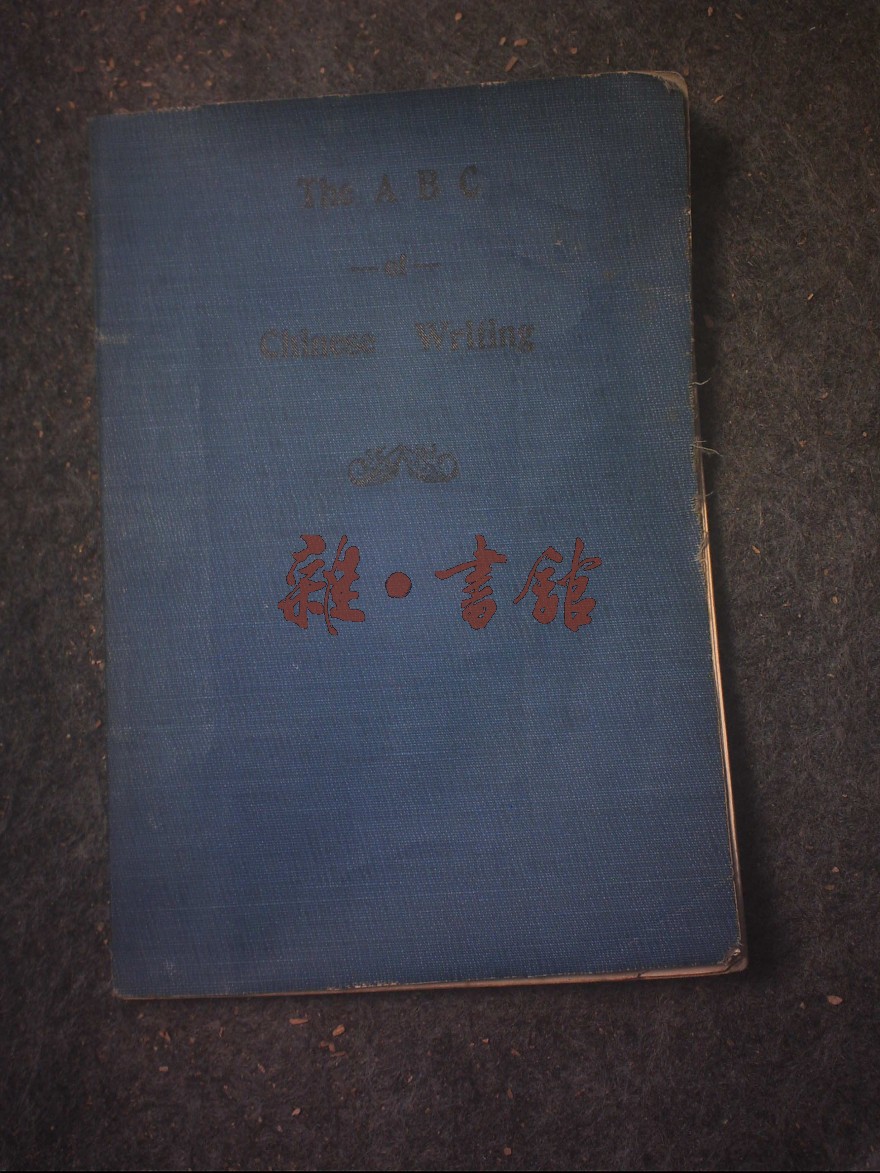 The A B C
— of —
Chinese Writing
雜·書館